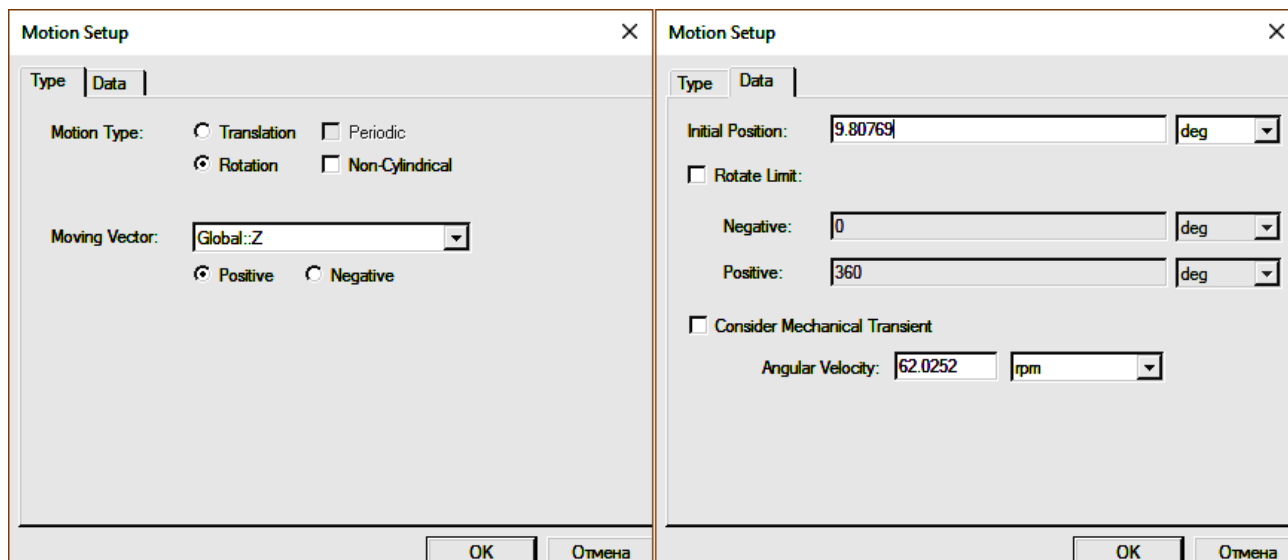 Motion Setup
Type Data
Motion Type: Translation Periodic
Rotation Non-Cylindrical
Moving Vector: Global::Z
Positive Negative
OK Отмена
Motion Setup
Type Data
Initial Position: 9.80769 deg
Rotate Limit:
Negative: 0 deg
Positive: 360 deg
Consider Mechanical Transient
Angular Velocity: 62.0252 rpm
OK Отмена